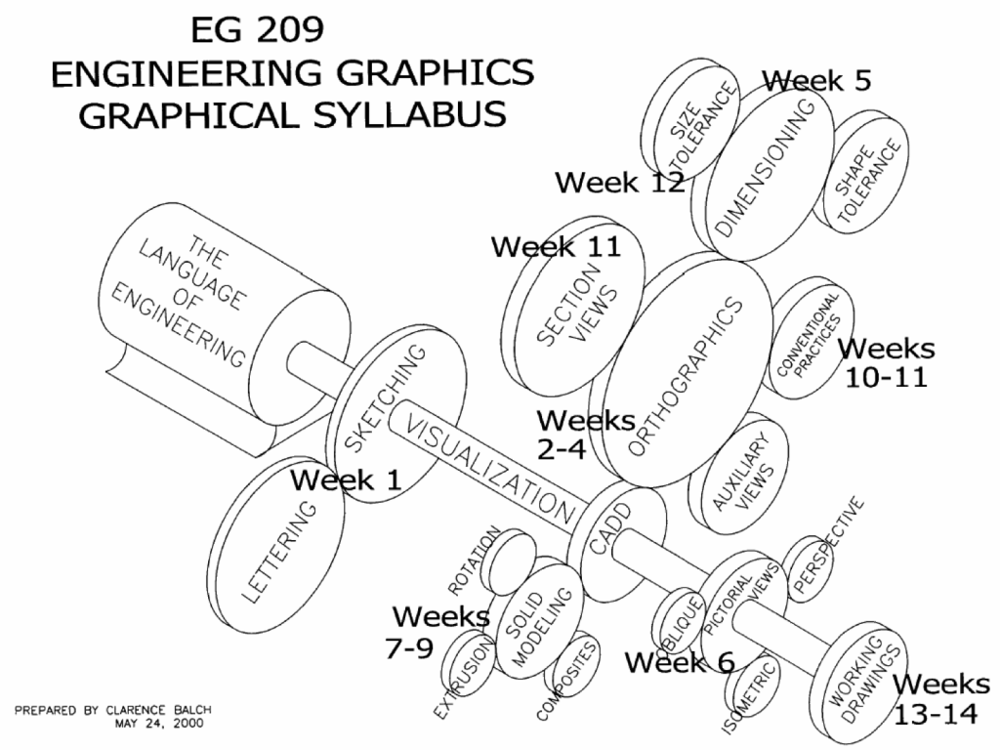 EG 209
ENGINEERING GRAPHICS
GRAPHICAL SYLLABUS
Week 5
SIZE
TOLERANCE
DIMENSIONING
SHAPE
TOLERANCE
Week 12
THE
LANGUAGE
OF
ENGINEERING
Week 11
SECTION
VIEWS
ORTHOGRAPHICS
CONVENTIONAL
PRACTICES
Weeks
10-11
SKETCHING
VISUALIZATION
Weeks
2-4
AUXILIARY
VIEWS
Week 1
LETTERING
CADD
ROTATION
SOLID
MODELING
Weeks
7-9
EXTRUSION
COMPOSITES
OBLIQUE
PICTORIAL
VIEWS
PERSPECTIVE
Week 6
ISOMETRIC
WORKING
DRAWINGS
Weeks
13-14
PREPARED BY CLARENCE BALCH
MAY 24, 2000